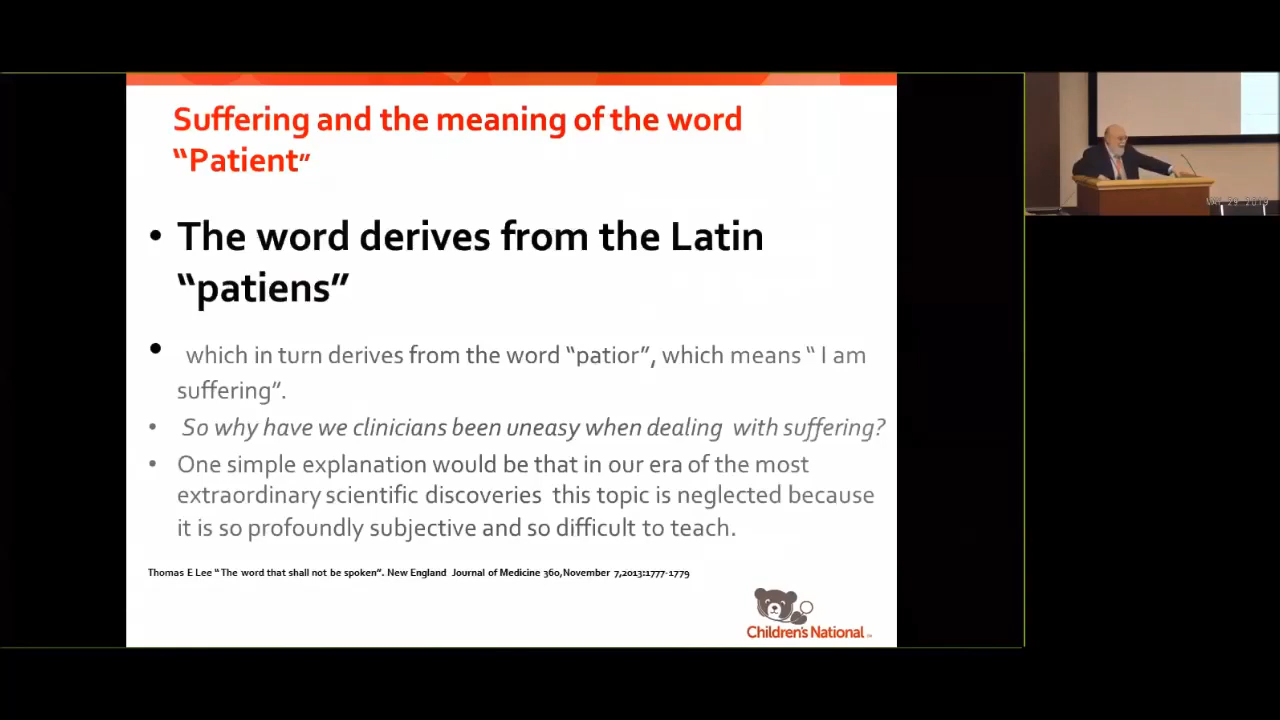 Suffering and the meaning of the word
“Patient”
• The word derives from the Latin
“patiens”
• which in turn derives from the word “patior”, which means “ I am
suffering”.
• So why have we clinicians been uneasy when dealing with suffering?
• One simple explanation would be that in our era of the most
extraordinary scientific discoveries this topic is neglected because
it is so profoundly subjective and so difficult to teach.
Thomas E Lee “ The word that shall not be spoken”. New England Journal of Medicine 360,November 7,2013:1777-1779
Children's National